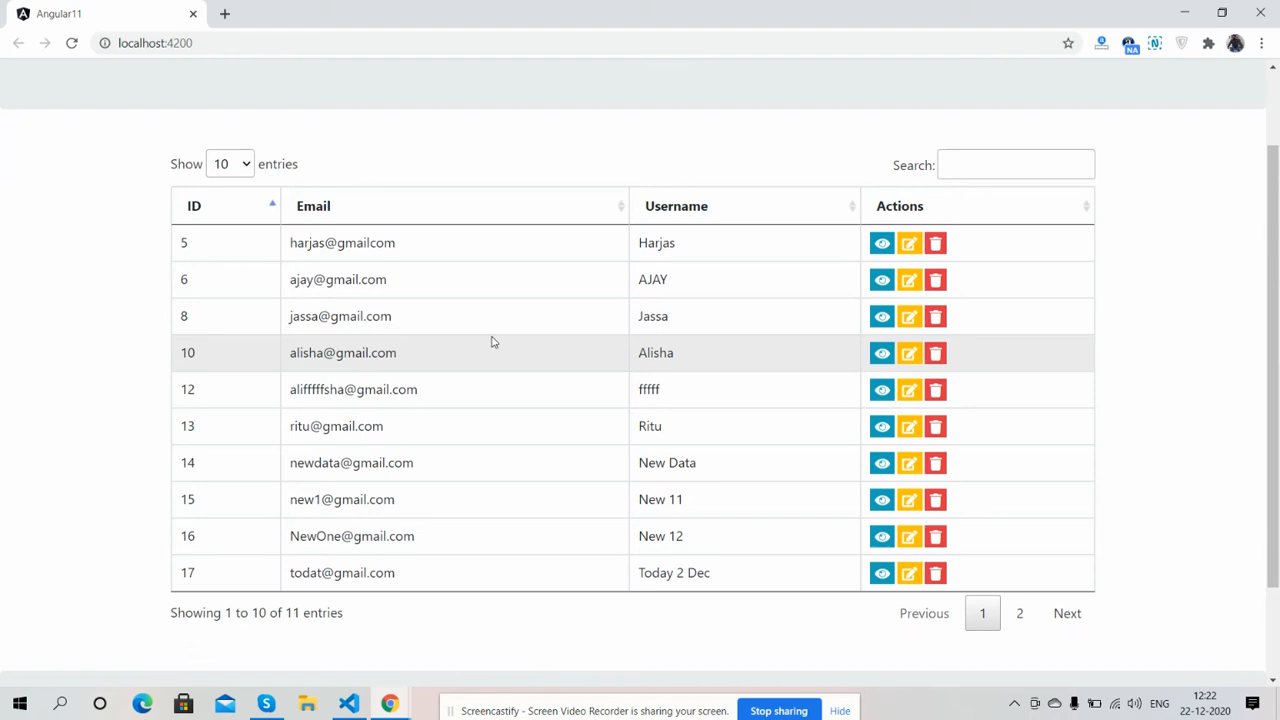 Angular11
localhost:4200
NA
Show 10 entries
Search:
ID Email Username Actions
5 harjas@gmailcom Harjas
6 ajay@gmail.com AJAY
8 jassa@gmail.com Jassa
10 alisha@gmail.com Alisha
12 alifffffsha@gmail.com fffff
13 ritu@gmail.com Ritu
14 newdata@gmail.com New Data
15 new1@gmail.com New 11
16 NewOne@gmail.com New 12
17 todat@gmail.com Today 2 Dec
Showing 1 to 10 of 11 entries
Previous 1 2 Next
Screencastify - Screen Video Recorder is sharing your screen. Stop sharing Hide
ENG
12:22
22-12-2020